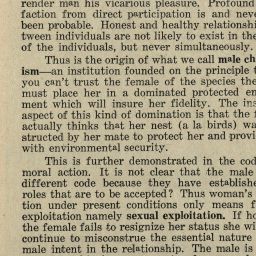 render man his vicarious pleasure. Profound
faction from direct participation is and neve
been probable. Honest and healthy relationshi
tween individuals are not likely to exist in the
of the individuals, but never simultaneously.
Thus is the origin of what we call male ch
ism—an institution founded on the principle t
you can't trust the female of the species the
must place her in a dominated protected en
ment which will insure her fidelity. The ins
aspect of this kind of domination is that the f
actually thinks that her nest (a la birds) wa
structed by her mate to protect her and provi
with environmental security.
This is further demonstrated in the cod
moral action. It is not clear that the male
different code because they have establishe
roles that are to be accepted? Thus woman's
tion under present conditions only means f
exploitation namely sexual exploitation. If ho
the female fails to resignize her status she wi
continue to misconstrue the essential nature
male intent in the relationship. The male is